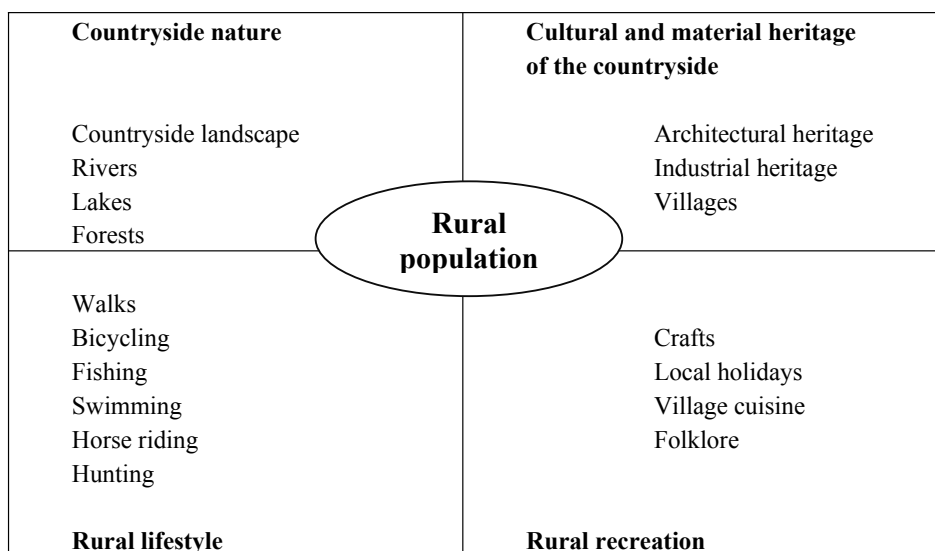 Countryside nature
Cultural and material heritage
of the countryside
Countryside landscape
Rivers
Lakes
Forests
Architectural heritage
Industrial heritage
Villages
Rural
population
Walks
Bicycling
Fishing
Swimming
Horse riding
Hunting
Crafts
Local holidays
Village cuisine
Folklore
Rural lifestyle
Rural recreation